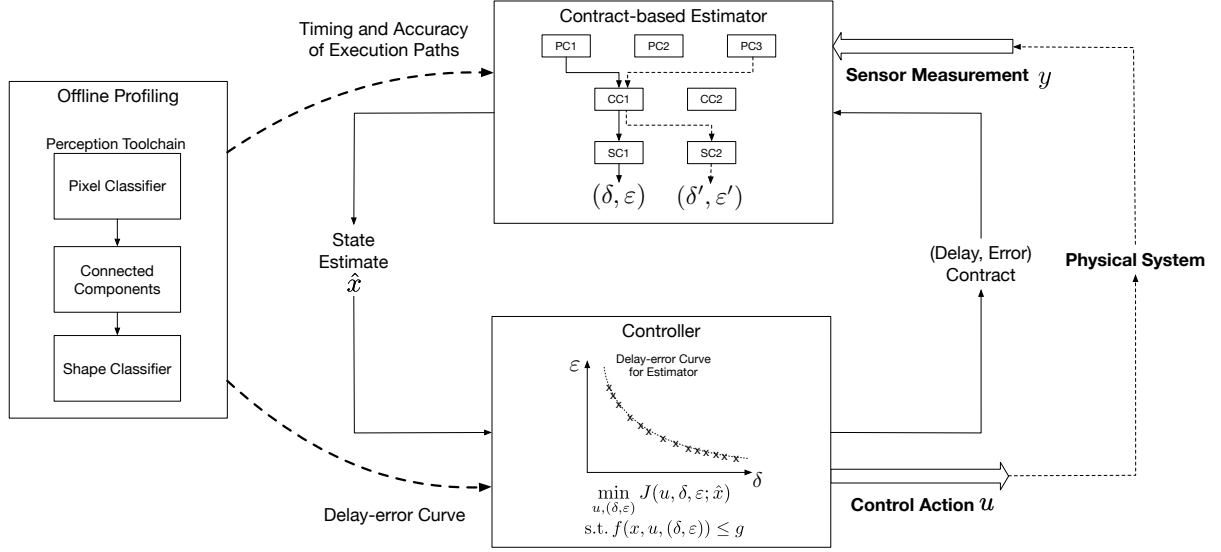 Offline Profiling
Perception Toolchain
Pixel Classifier
Connected
Components
Shape Classifier
Timing and Accuracy
of Execution Paths
Delay-error Curve
Contract-based Estimator
PC1
PC2
PC3
CC1
CC2
SC1
SC2
(δ, ε)
(δ′, ε′)
State
Estimate
x̂
Controller
Delay-error Curve
for Estimator
ε
δ
min J(u, δ, ε; x̂)
u,(δ,ε)
s.t. f(x, u, (δ, ε)) ≤ g
(Delay, Error)
Contract
Sensor Measurement y
Physical System
Control Action u